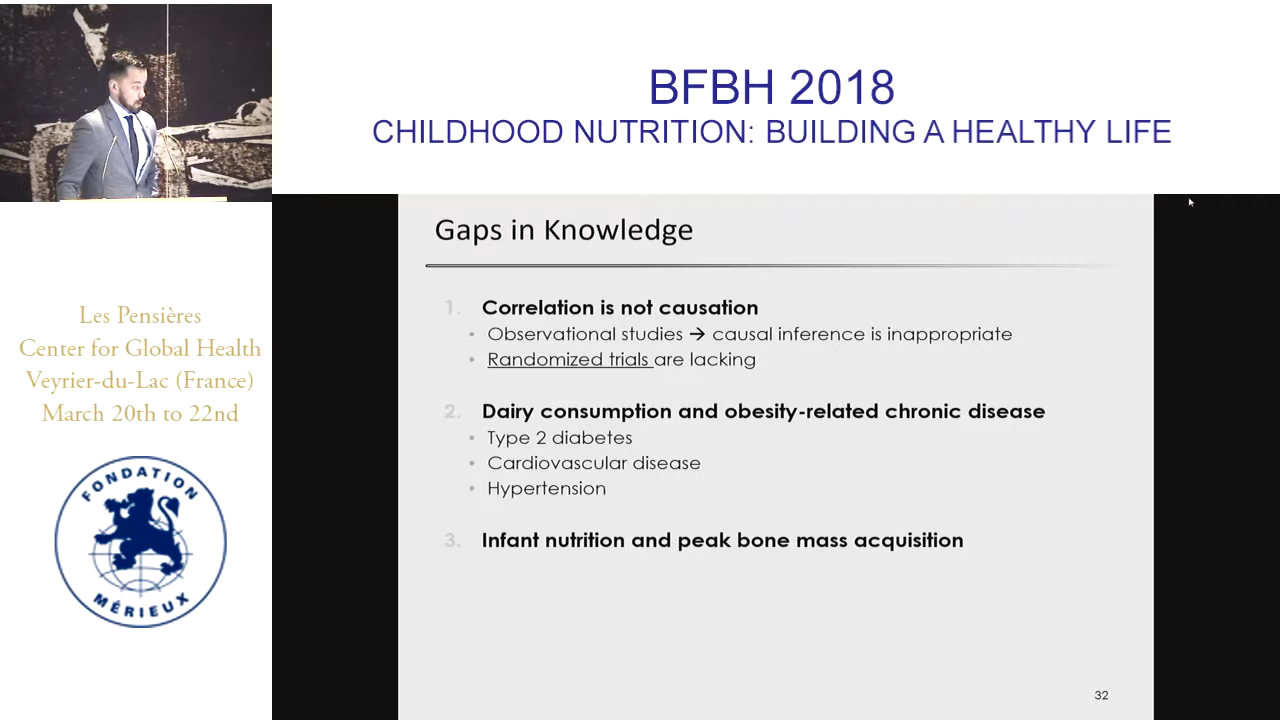 BFBH 2018
CHILDHOOD NUTRITION: BUILDING A HEALTHY LIFE
Les Pensières
Center for Global Health
Veyrier-du-Lac (France)
March 20th to 22nd
FONDATION
MÉRIEUX
Gaps in Knowledge
1. Correlation is not causation
• Observational studies → causal inference is inappropriate
• Randomized trials are lacking
2. Dairy consumption and obesity-related chronic disease
• Type 2 diabetes
• Cardiovascular disease
• Hypertension
3. Infant nutrition and peak bone mass acquisition
32